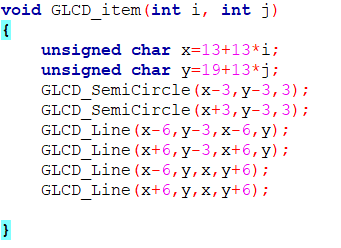 void GLCD_item(int i, int j)
{
unsigned char x=13+13*i;
unsigned char y=19+13*j;
GLCD_SemiCircle(x-3,y-3,3);
GLCD_SemiCircle(x+3,y-3,3);
GLCD_Line(x-6,y-3,x-6,y);
GLCD_Line(x+6,y-3,x+6,y);
GLCD_Line(x-6,y,x,y+6);
GLCD_Line(x+6,y,x,y+6);
}